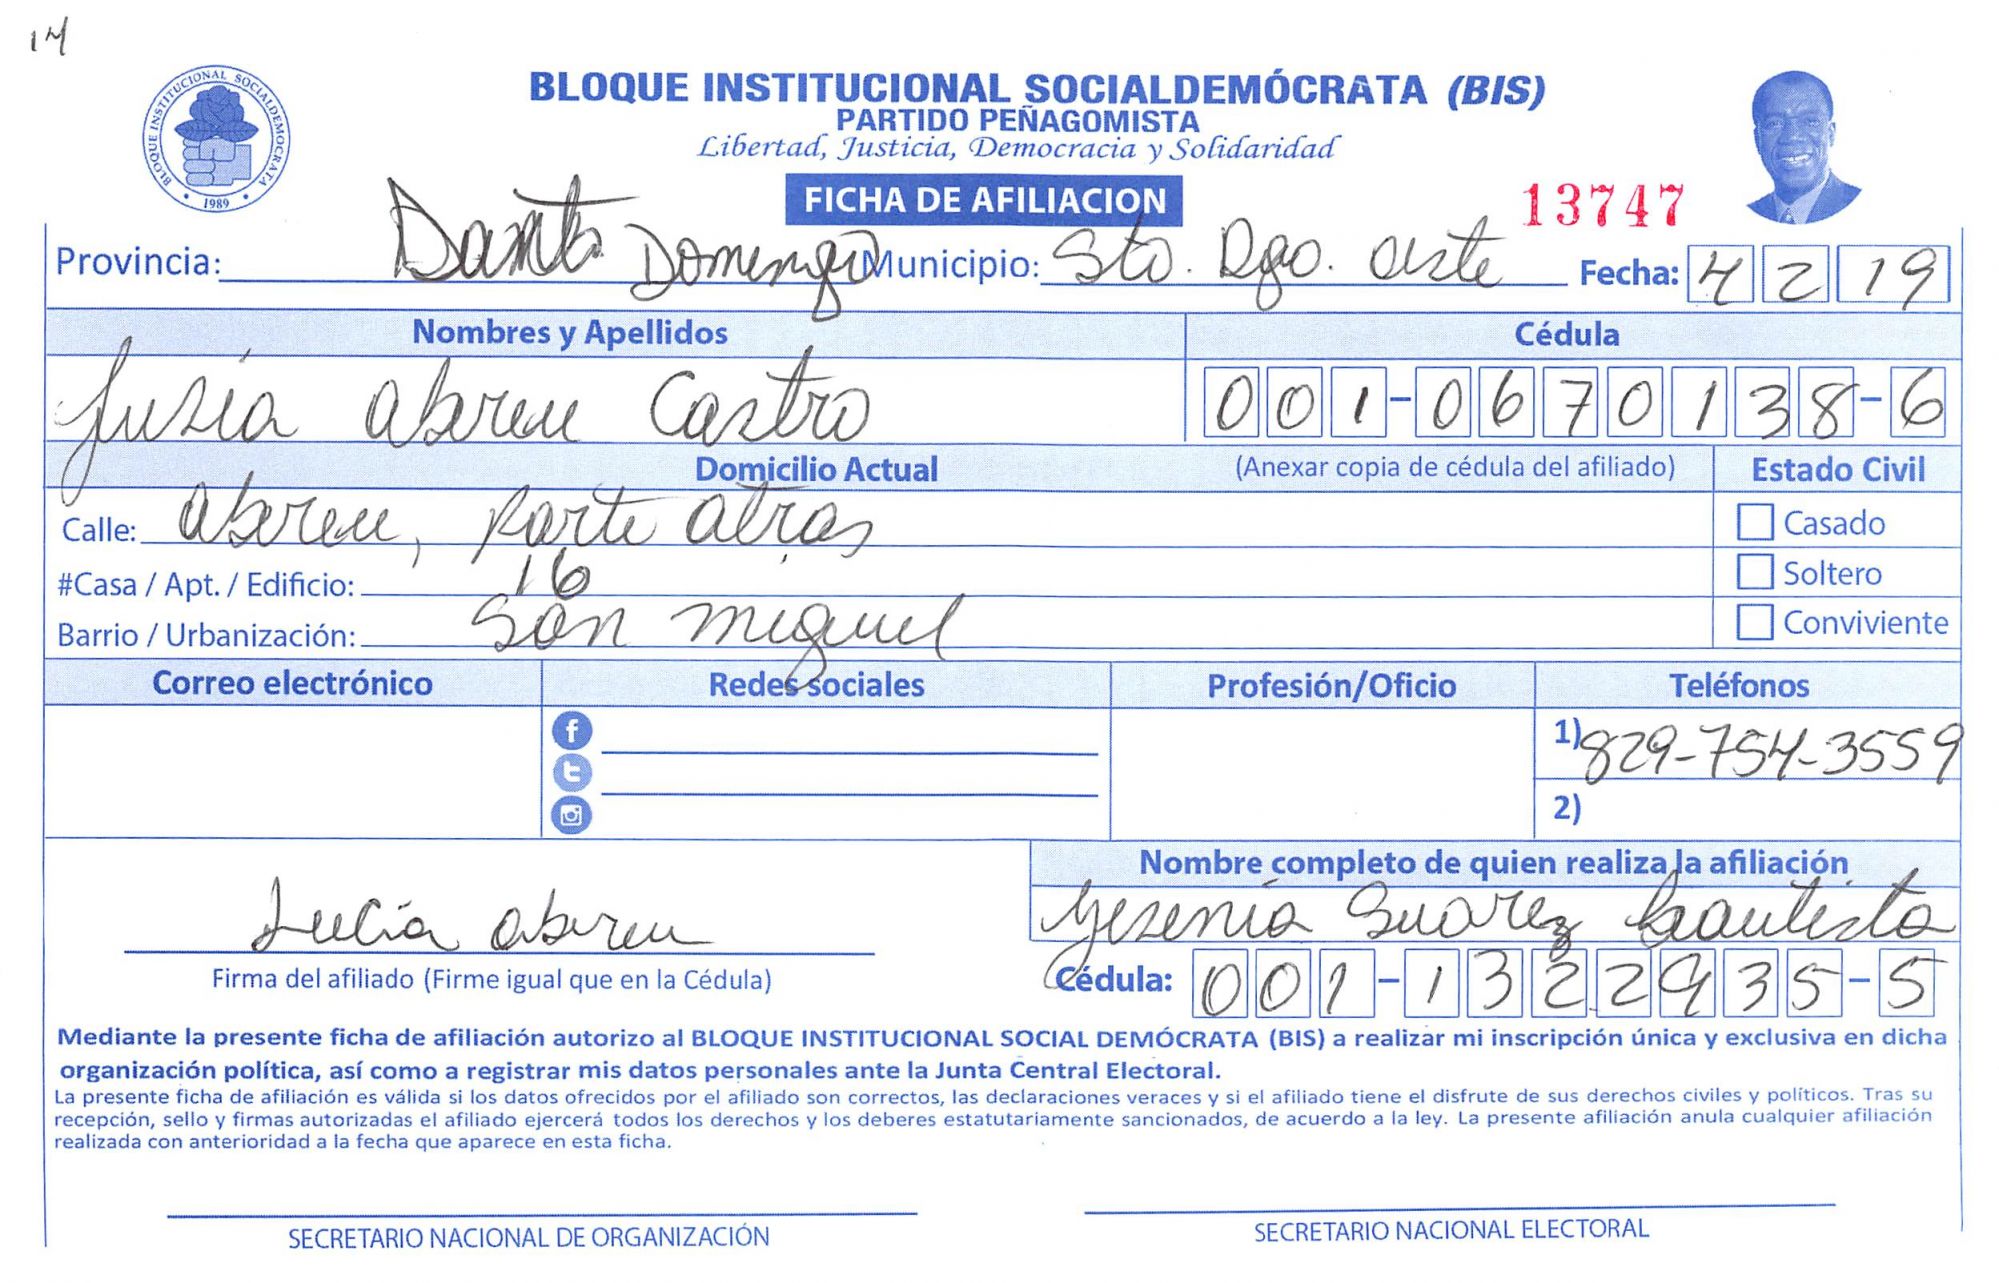 14
BLOQUE INSTITUCIONAL SOCIALDEMOCRATA
1989
BLOQUE INSTITUCIONAL SOCIALDEMÓCRATA (BIS)
PARTIDO PEÑAGOMISTA
Libertad, Justicia, Democracia y Solidaridad
FICHA DE AFILIACION
13747
Provincia: Santo Domingo Municipio: Sto. Dgo. Oeste Fecha: 4 2 19
Nombres y Apellidos Cédula
Abreu Castro 001-0670138-6
Domicilio Actual (Anexar copia de cédula del afiliado) Estado Civil
Calle: Abreu, Parte atras Casado
#Casa / Apt. / Edificio: 16 Soltero
Barrio / Urbanización: San Miguel Conviviente
Correo electrónico Redes sociales Profesión/Oficio Teléfonos
1) 829-754-3559
2)
Nombre completo de quien realiza la afiliación
Lucia Abreu Yesenia Suarez Bautista
Firma del afiliado (Firme igual que en la Cédula) Cédula: 001-1322935-5
Mediante la presente ficha de afiliación autorizo al BLOQUE INSTITUCIONAL SOCIAL DEMÓCRATA (BIS) a realizar mi inscripción única y exclusiva en dicha
organización política, así como a registrar mis datos personales ante la Junta Central Electoral.
La presente ficha de afiliación es válida si los datos ofrecidos por el afiliado son correctos, las declaraciones veraces y si el afiliado tiene el disfrute de sus derechos civiles y políticos. Tras su
recepción, sello y firmas autorizadas el afiliado ejercerá todos los derechos y los deberes estatutariamente sancionados, de acuerdo a la ley. La presente afiliación anula cualquier afiliación
realizada con anterioridad a la fecha que aparece en esta ficha.
SECRETARIO NACIONAL DE ORGANIZACIÓN SECRETARIO NACIONAL ELECTORAL